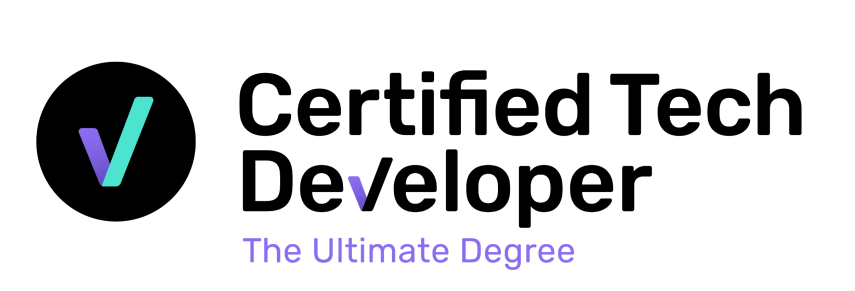 Certified Tech
Developer
The Ultimate Degree